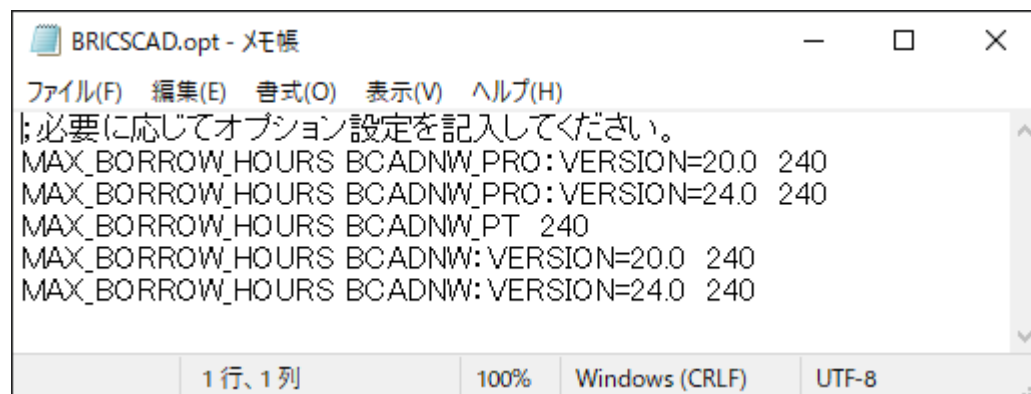 BRICSCAD.opt - メモ帳
ファイル(F) 編集(E) 書式(O) 表示(V) ヘルプ(H)
;必要に応じてオプション設定を記入してください。
MAX_BORROW_HOURS BCADNW_PRO:VERSION=20.0 240
MAX_BORROW_HOURS BCADNW_PRO:VERSION=24.0 240
MAX_BORROW_HOURS BCADNW_PT 240
MAX_BORROW_HOURS BCADNW:VERSION=20.0 240
MAX_BORROW_HOURS BCADNW:VERSION=24.0 240
1 行、1 列 100% Windows (CRLF) UTF-8